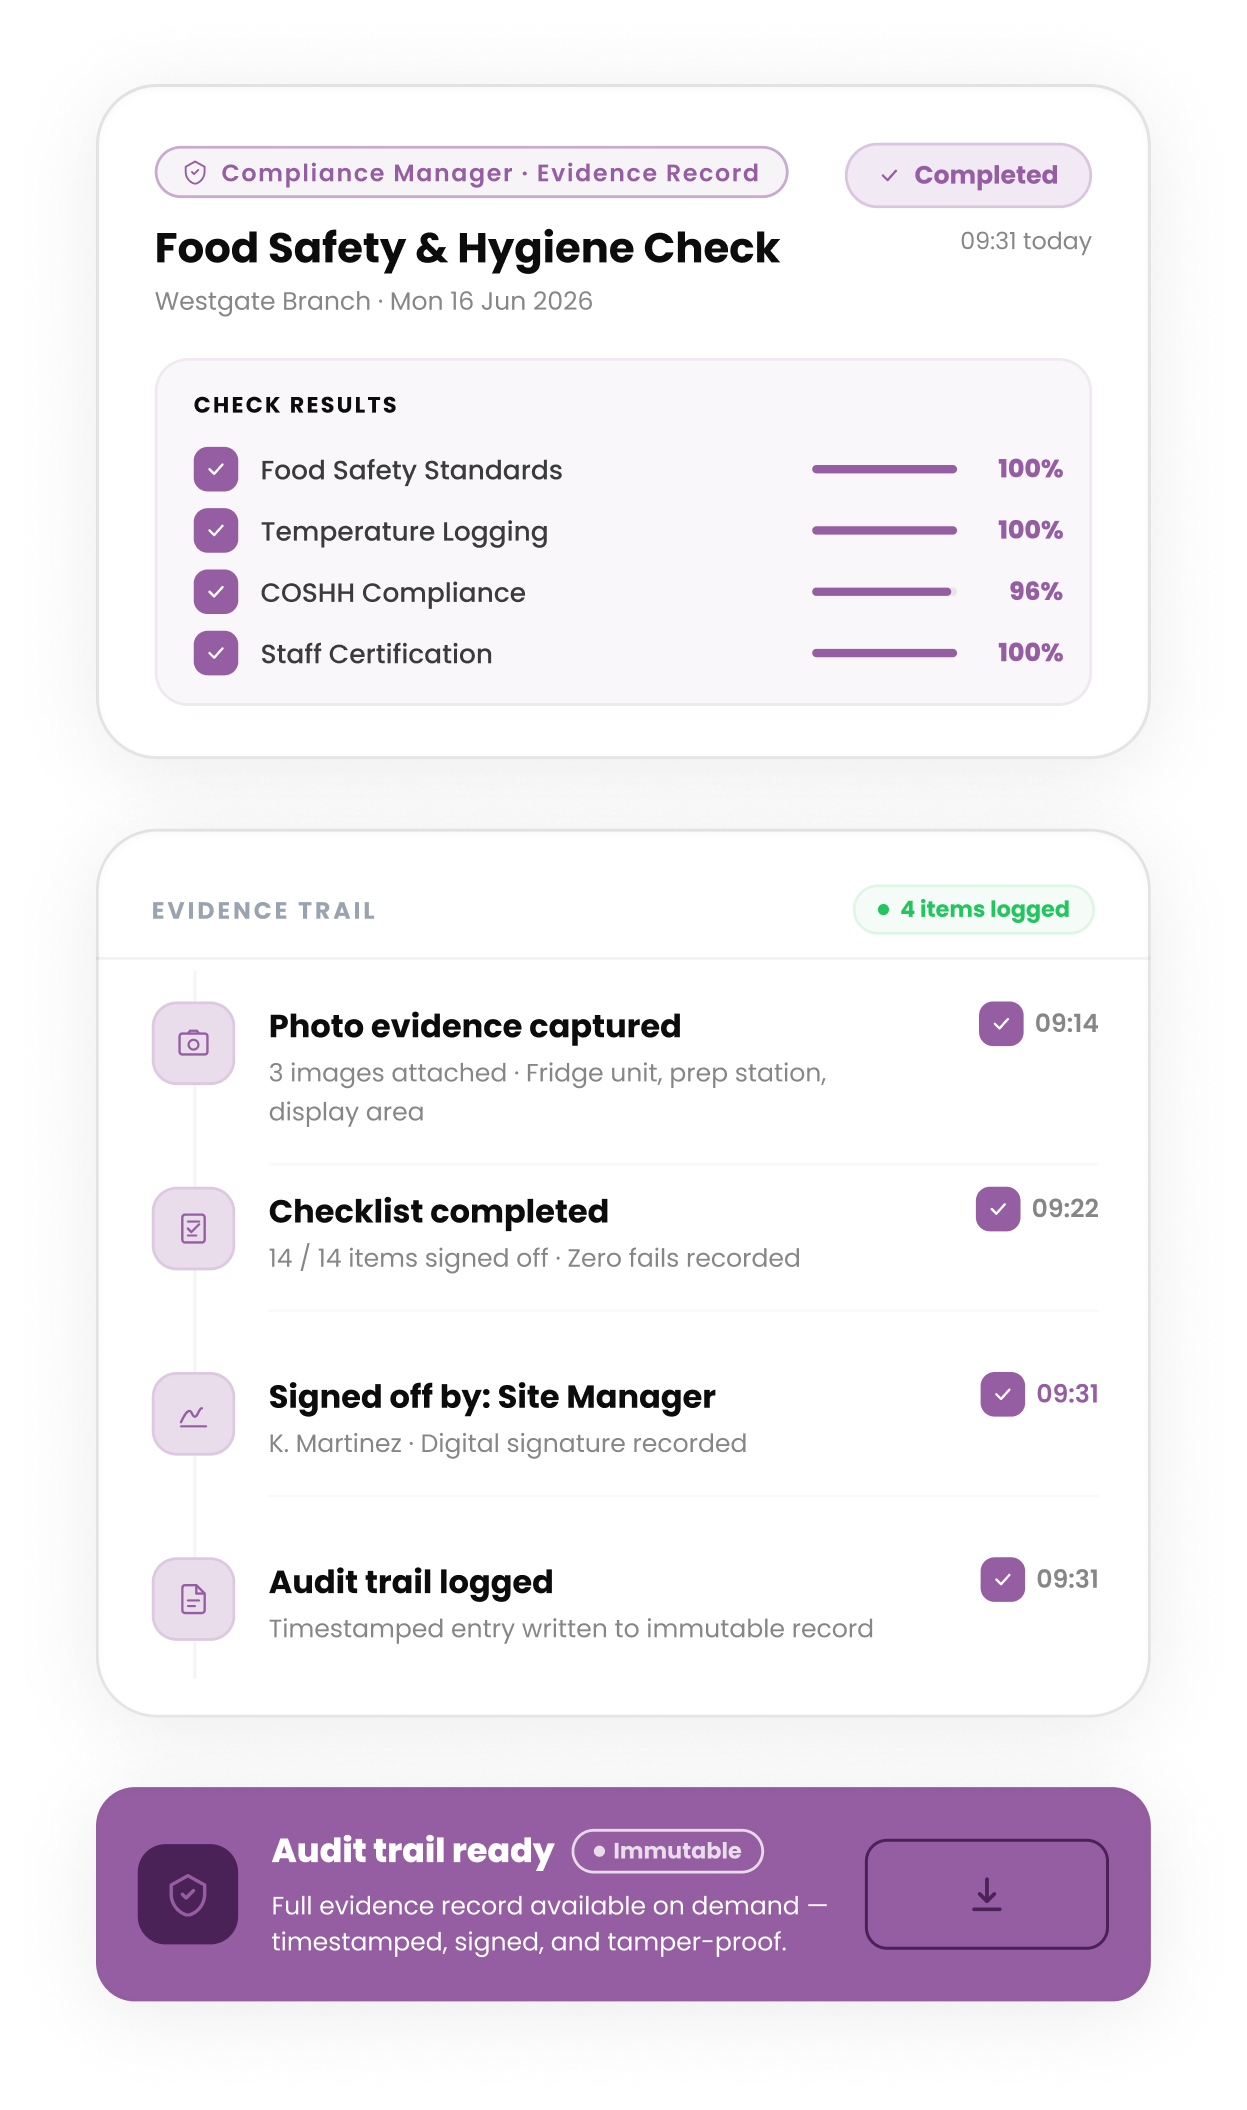 Compliance Manager · Evidence Record
Completed
Food Safety & Hygiene Check
09:31 today
Westgate Branch · Mon 16 Jun 2026
CHECK RESULTS
Food Safety Standards 100%
Temperature Logging 100%
COSHH Compliance 96%
Staff Certification 100%
EVIDENCE TRAIL
4 items logged
Photo evidence captured 09:14
3 images attached · Fridge unit, prep station,
display area
Checklist completed 09:22
14 / 14 items signed off · Zero fails recorded
Signed off by: Site Manager 09:31
K. Martinez · Digital signature recorded
Audit trail logged 09:31
Timestamped entry written to immutable record
Audit trail ready
Immutable
Full evidence record available on demand —
timestamped, signed, and tamper-proof.